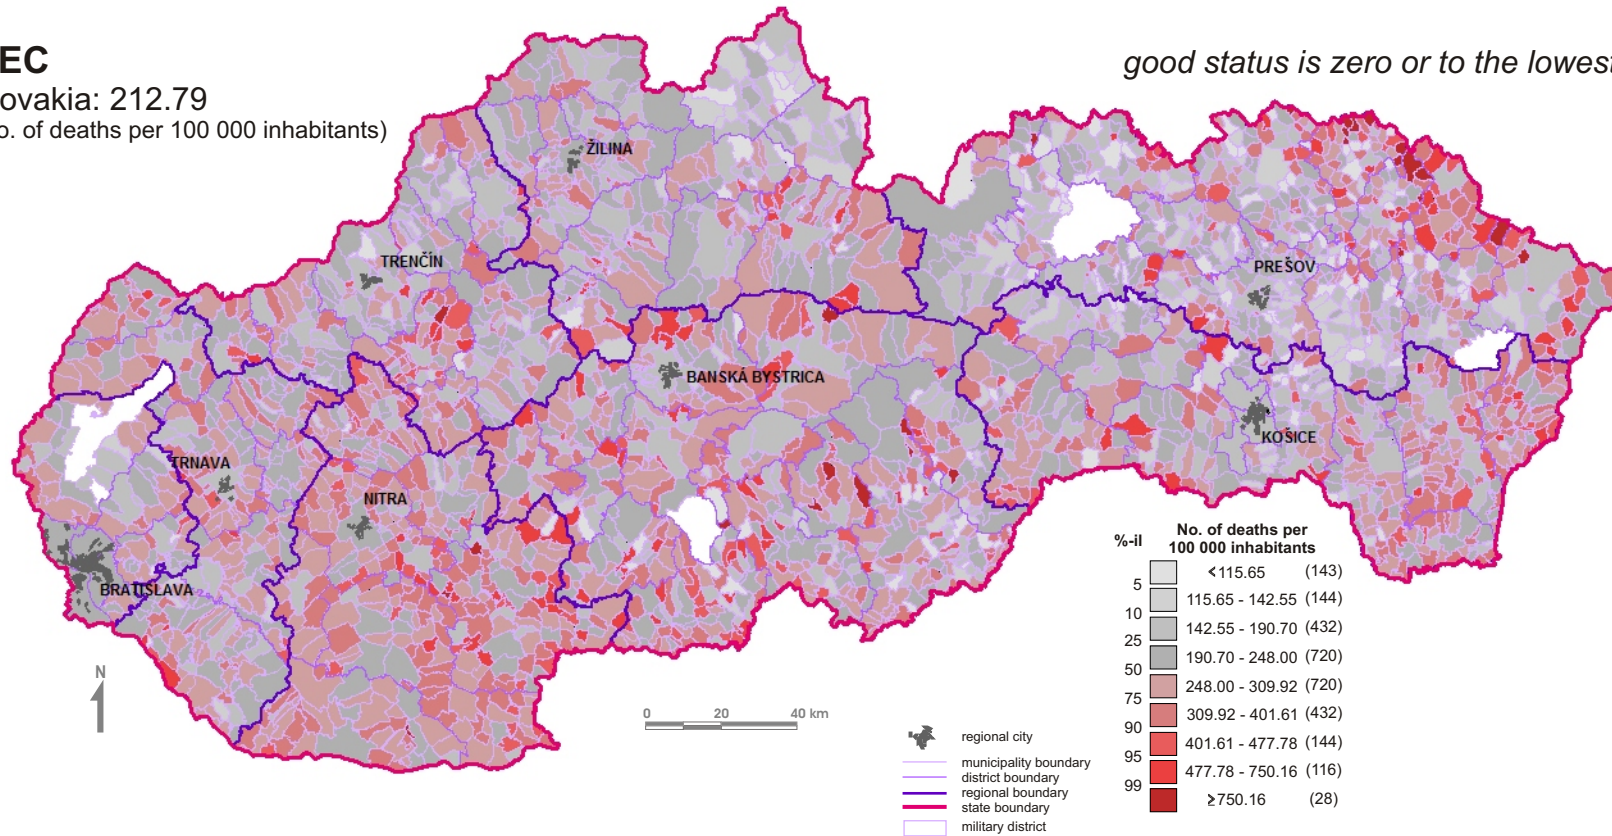 EC
good status is zero or to the lowest
ovakia: 212.79
o. of deaths per 100 000 inhabitants)
ŽILINA
TRENČÍN
PREŠOV
BANSKÁ BYSTRICA
KOŠICE
TRNAVA
NITRA
BRATISLAVA
N
0 20 40 km
%-il
No. of deaths per
100 000 inhabitants
<115.65 (143)
5
115.65 - 142.55 (144)
10
142.55 - 190.70 (432)
25
190.70 - 248.00 (720)
50
248.00 - 309.92 (720)
75
309.92 - 401.61 (432)
90
401.61 - 477.78 (144)
95
477.78 - 750.16 (116)
99
≥750.16 (28)
regional city
municipality boundary
district boundary
regional boundary
state boundary
military district